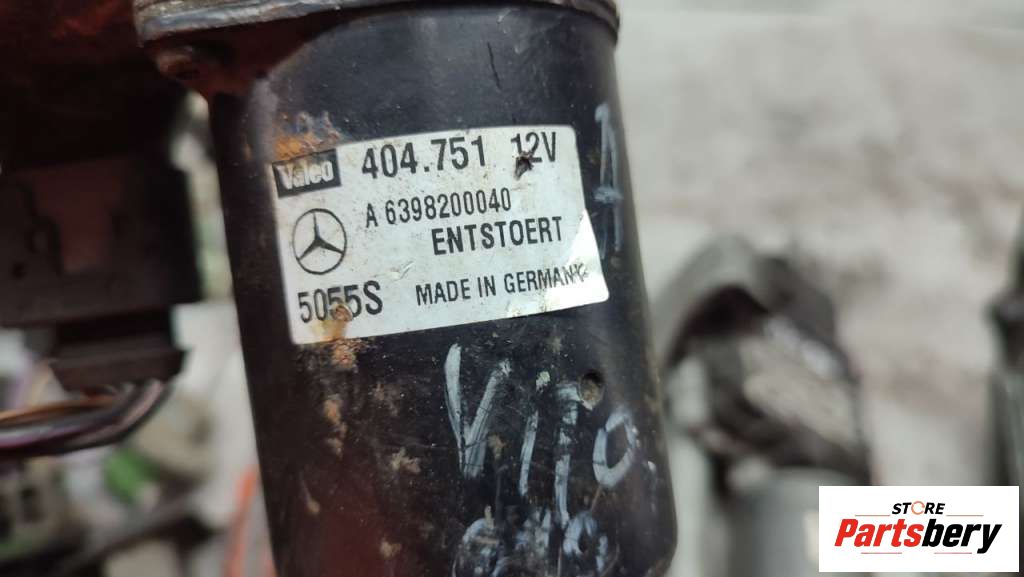 Valeo 404.751 12V
A 6398200040
ENTSTOERT
5055S MADE IN GERMANY
Vito
STORE
Partsbery